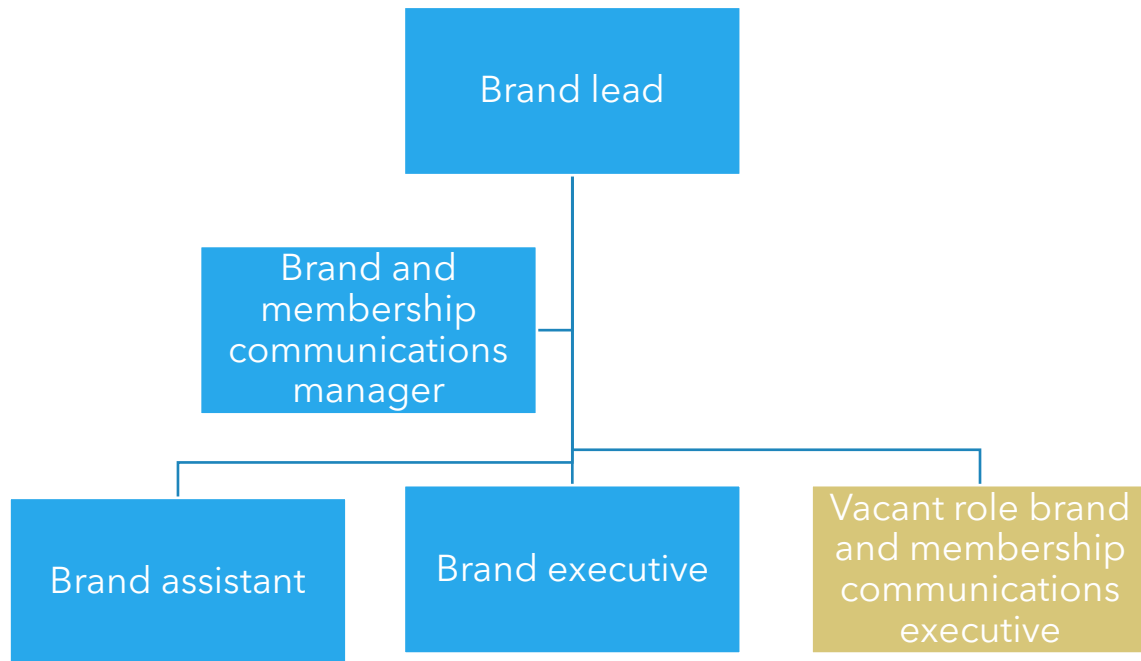 Brand lead
Brand and
membership
communications
manager
Brand assistant
Brand executive
Vacant role brand
and membership
communications
executive